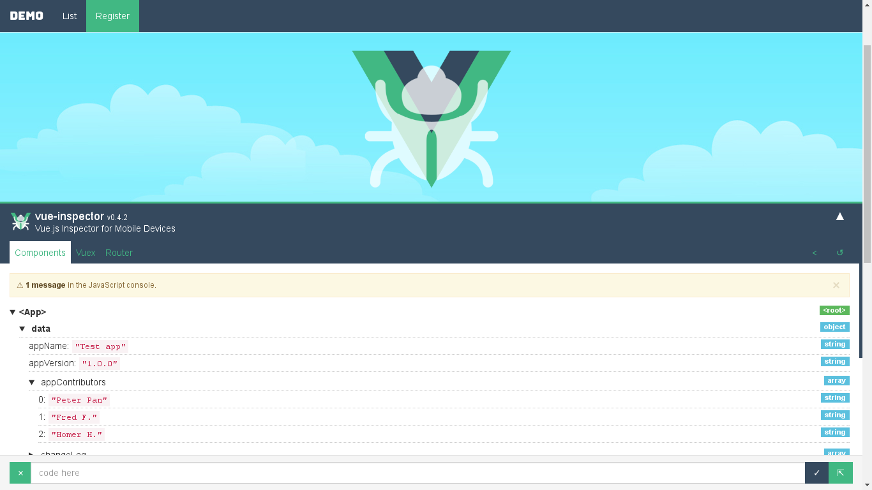 DEMO List Register
vue-inspector v0.4.2
Vue.js Inspector for Mobile Devices
Components Vuex Router < ↺
⚠ 1 message in the JavaScript console. ×
▼ <App> <root>
▼ data object
appName: "Test app" string
appVersion: "1.0.0" string
▼ appContributors array
0: "Peter Pan" string
1: "Fred F." string
2: "Homer H." string
changeLog array
× code here ✓